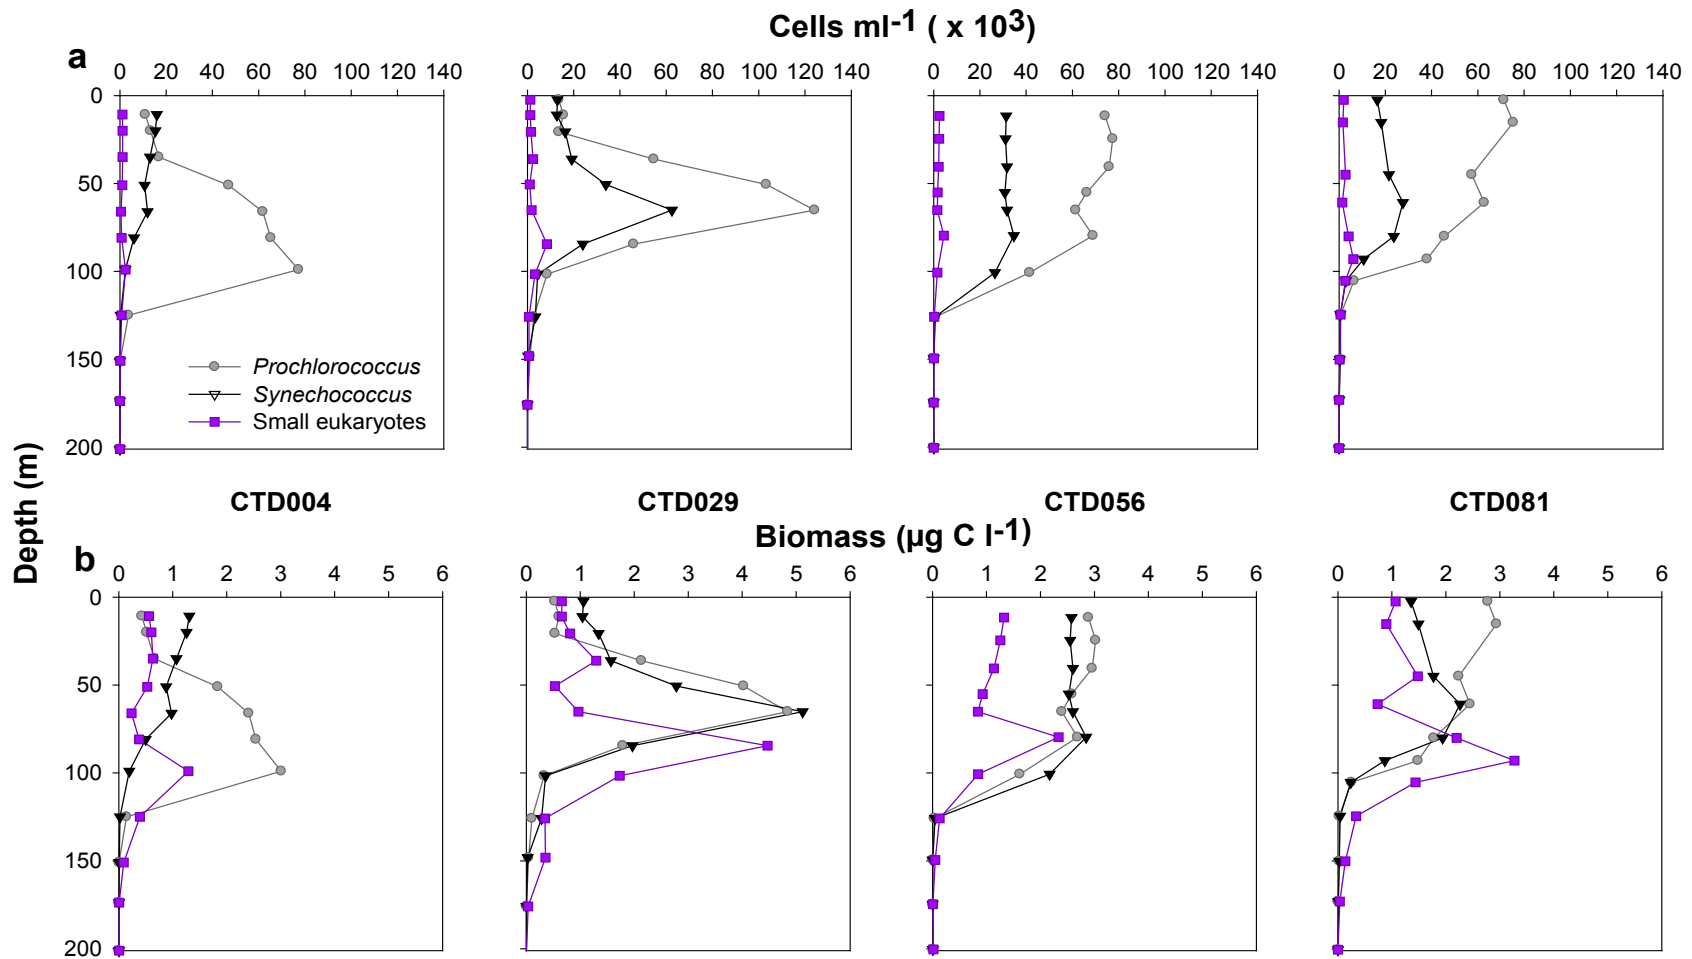 Cells ml-1 ( x 103)
a
0 20 40 60 80 100 120 140
0 20 40 60 80 100 120 140
0 20 40 60 80 100 120 140
0 20 40 60 80 100 120 140
0
50
100
150
200
Prochlorococcus
Synechococcus
Small eukaryotes
Depth (m)
CTD004 CTD029 CTD056 CTD081
Biomass (µg C l-1)
b
0 1 2 3 4 5 6
0 1 2 3 4 5 6
0 1 2 3 4 5 6
0 1 2 3 4 5 6
0
50
100
150
200